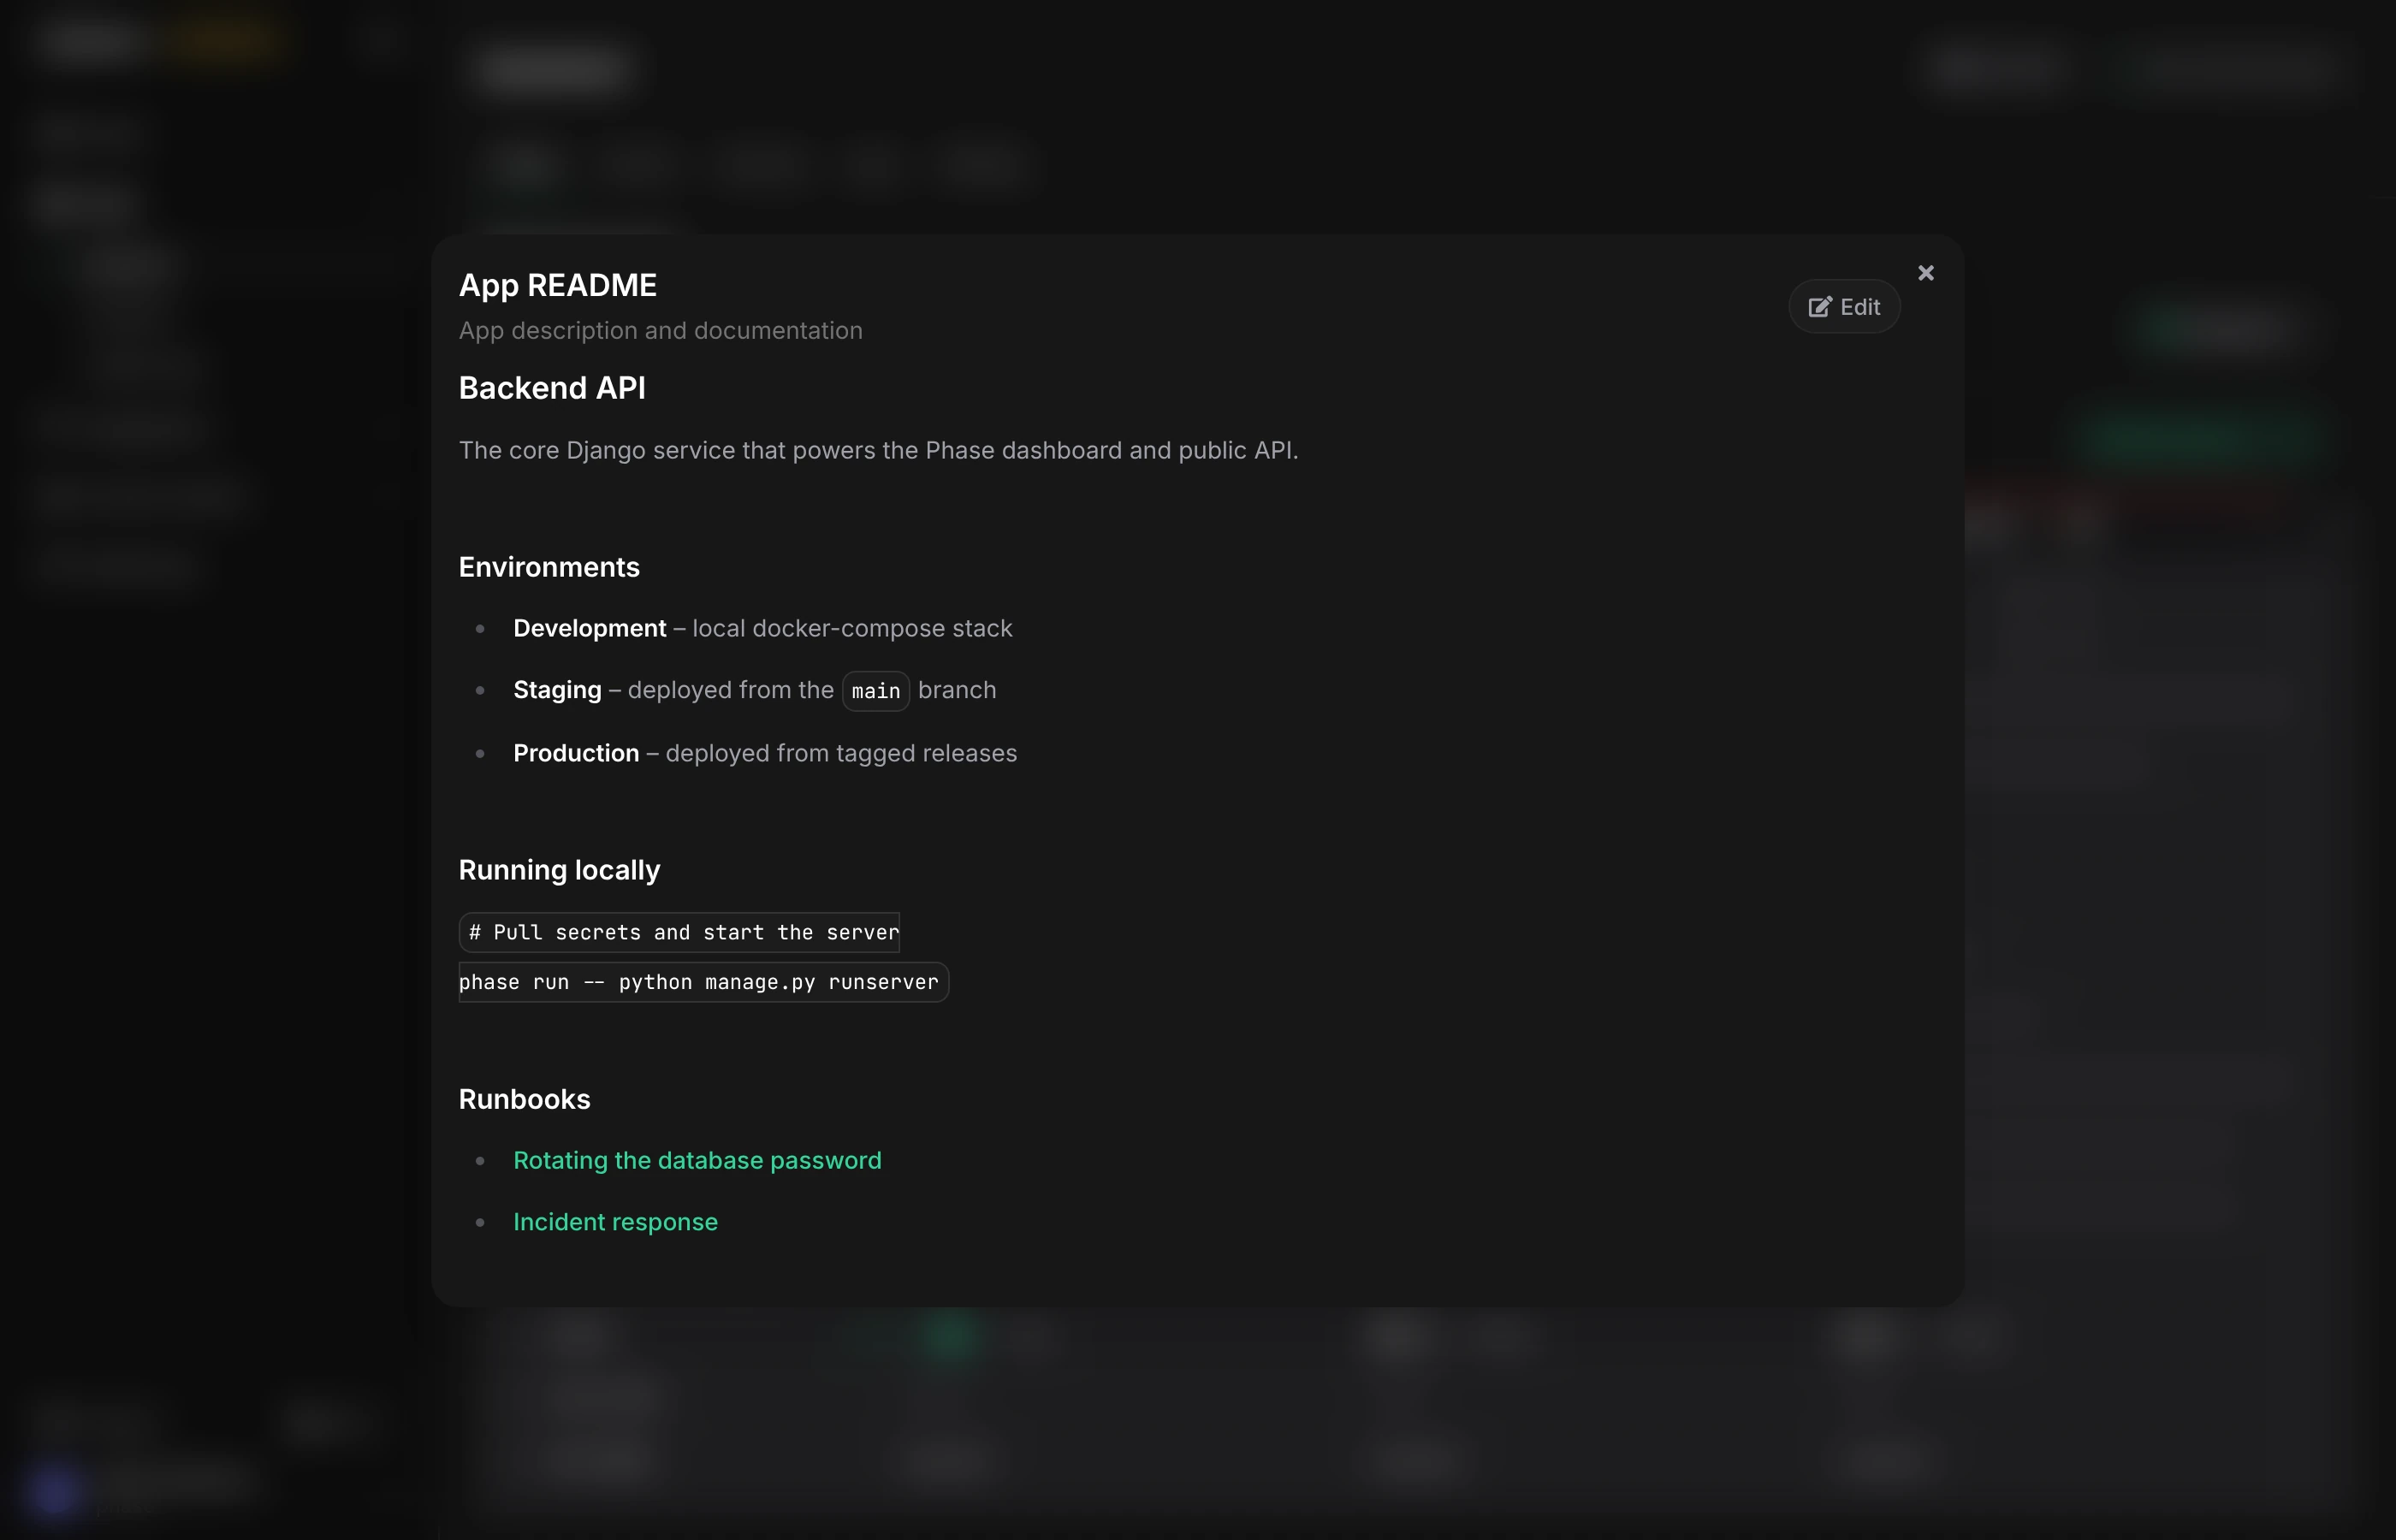 App README
Edit
App description and documentation
Backend API
The core Django service that powers the Phase dashboard and public API.
Environments
Development – local docker-compose stack
Staging – deployed from the main branch
Production – deployed from tagged releases
Running locally
# Pull secrets and start the server
phase run -- python manage.py runserver
Runbooks
Rotating the database password
Incident response